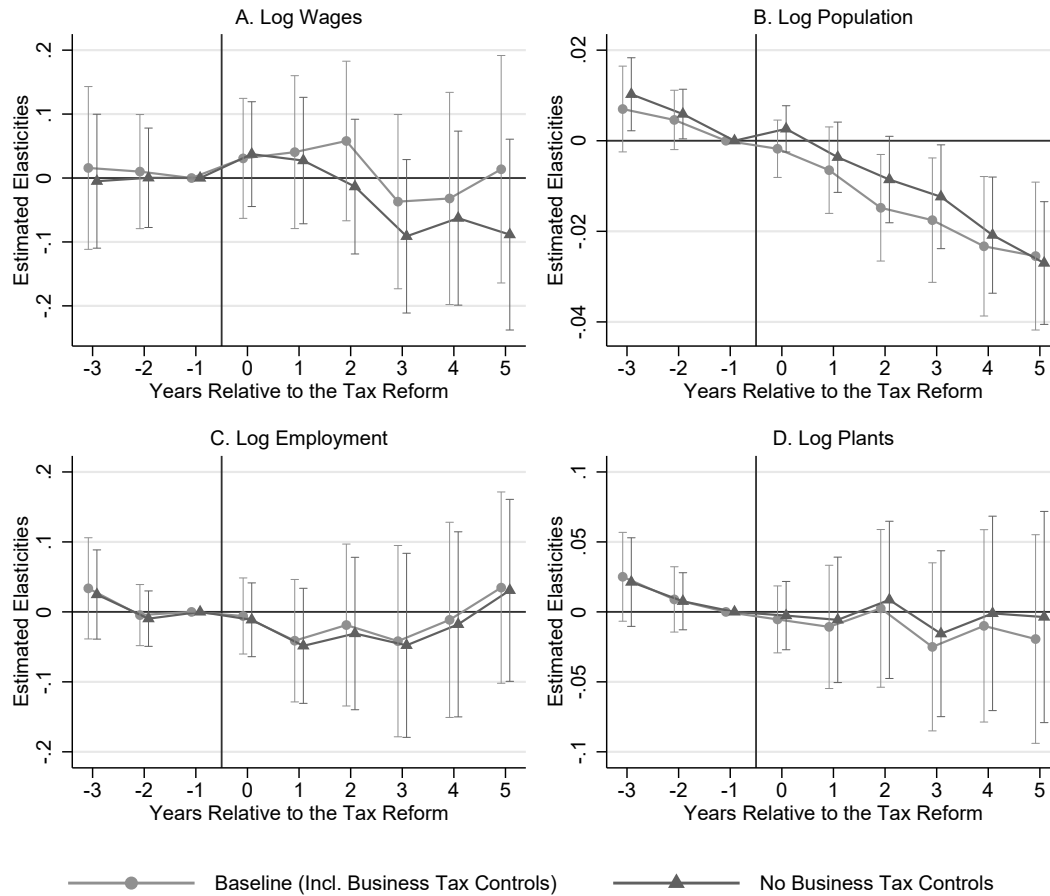 A. Log Wages
Estimated Elasticities
.2
.1
0
-.1
-.2
-3 -2 -1 0 1 2 3 4 5
Years Relative to the Tax Reform
B. Log Population
Estimated Elasticities
.02
0
-.02
-.04
-3 -2 -1 0 1 2 3 4 5
Years Relative to the Tax Reform
C. Log Employment
Estimated Elasticities
.2
.1
0
-.1
-.2
-3 -2 -1 0 1 2 3 4 5
Years Relative to the Tax Reform
D. Log Plants
Estimated Elasticities
.1
.05
0
-.05
-.1
-3 -2 -1 0 1 2 3 4 5
Years Relative to the Tax Reform
Baseline (Incl. Business Tax Controls) No Business Tax Controls